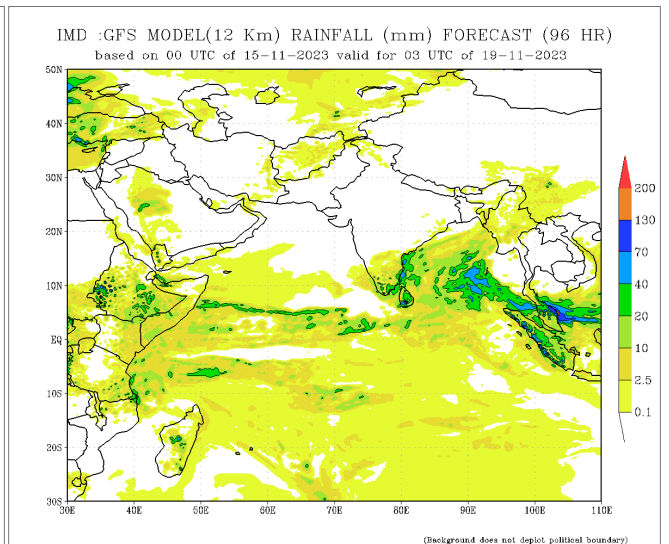 IMD :GFS MODEL(12 Km) RAINFALL (mm) FORECAST (96 HR)
based on 00 UTC of 15-11-2023 valid for 03 UTC of 19-11-2023
50N
40N
30N
20N
10N
EQ
10S
20S
30S
30E 40E 50E 60E 70E 80E 90E 100E 110E
200
130
70
40
20
10
2.5
0.1
(Background does not depict political boundary)